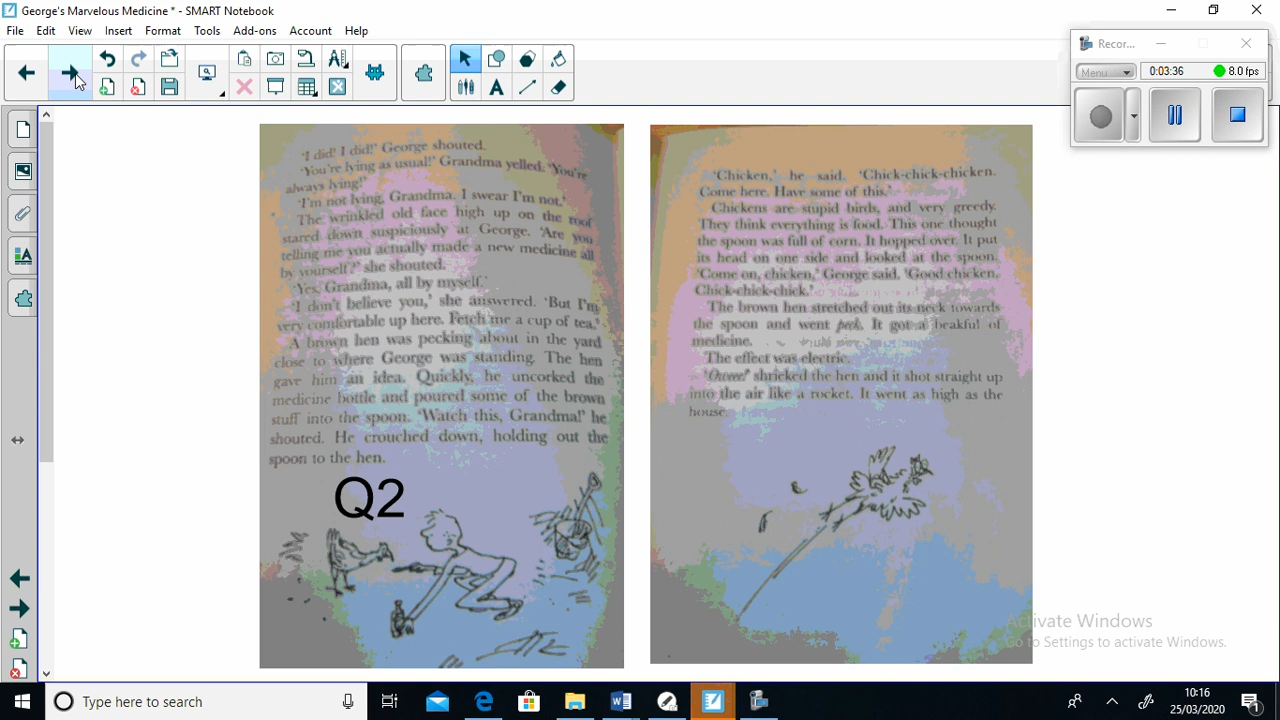 George's Marvelous Medicine * - SMART Notebook
File Edit View Insert Format Tools Add-ons Account Help
Recor...
Menu
0:03:36
8.0 fps
'I did! I did!' George shouted.
'You're lying as usual!' Grandma yelled. 'You're
always lying!'
'I'm not lying, Grandma. I swear I'm not.'
The wrinkled old face high up on the roof
stared down suspiciously at George. 'Are you
telling me you actually made a new medicine all
by yourself?' she shouted.
'Yes, Grandma, all by myself.'
'I don't believe you,' she answered. 'But I'm
very comfortable up here. Fetch me a cup of tea.'
A brown hen was pecking about in the yard
close to where George was standing. The hen
gave him an idea. Quickly, he uncorked the
medicine bottle and poured some of the brown
stuff into the spoon. 'Watch this, Grandma!' he
shouted. He crouched down, holding out the
spoon to the hen.
Q2
'Chicken,' he said. 'Chick-chick-chicken.
Come here. Have some of this.'
Chickens are stupid birds, and very greedy.
They think everything is food. This one thought
the spoon was full of corn. It hopped over. It put
its head on one side and looked at the spoon.
'Come on, chicken,' George said. 'Good chicken.
Chick-chick-chick.'
The brown hen stretched out its neck towards
the spoon and went peck. It got a beakful of
medicine.
The effect was electric.
shrieked the hen and it shot straight up
into the air like a rocket. It went as high as the
house.
Activate Windows
Go to Settings to activate Windows.
Type here to search
10:16
25/03/2020
1